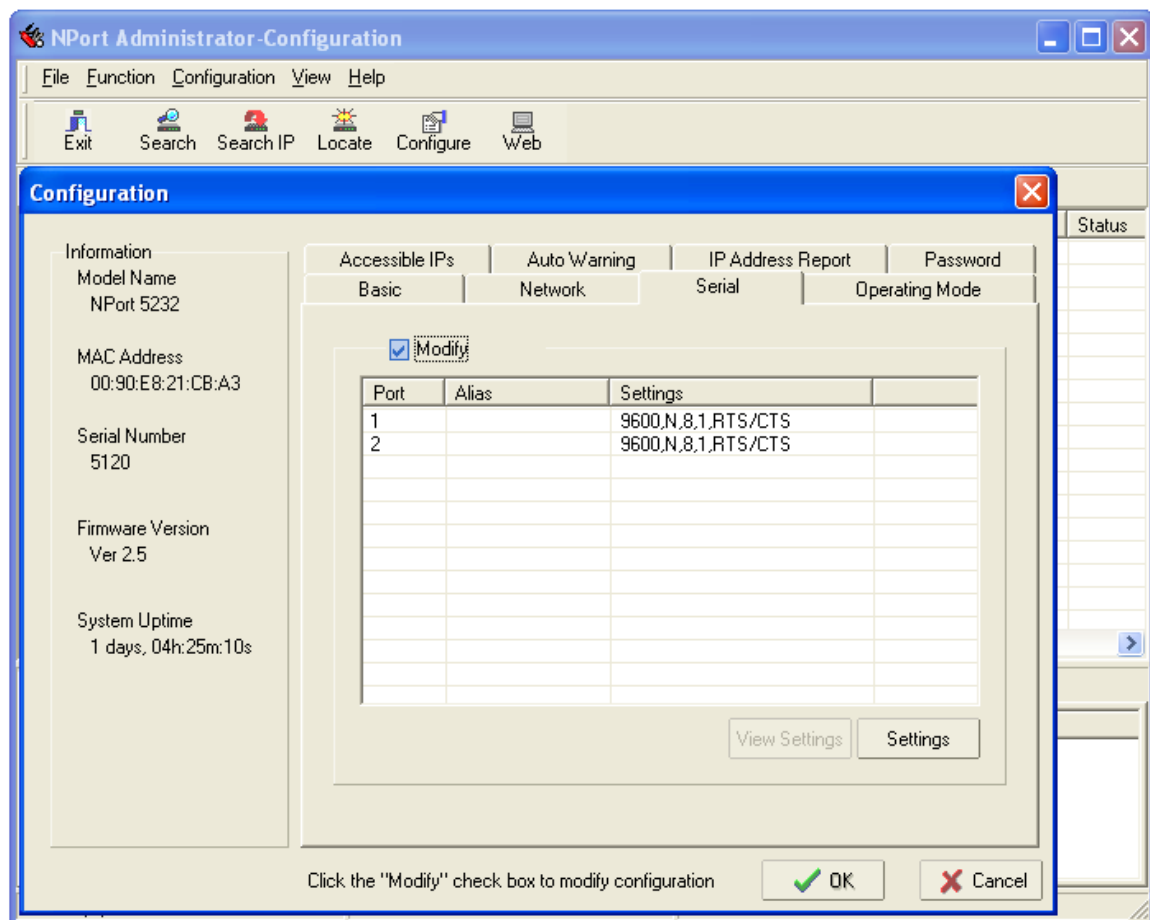 NPort Administrator-Configuration
File Function Configuration View Help
Exit Search Search IP Locate Configure Web
Configuration
Status
Information
Model Name
NPort 5232
MAC Address
00:90:E8:21:CB:A3
Serial Number
5120
Firmware Version
Ver 2.5
System Uptime
1 days, 04h:25m:10s
Accessible IPs Auto Warning IP Address Report Password
Basic Network Serial Operating Mode
Modify
Port Alias Settings
1 9600,N,8,1,RTS/CTS
2 9600,N,8,1,RTS/CTS
View Settings Settings
Click the "Modify" check box to modify configuration OK Cancel